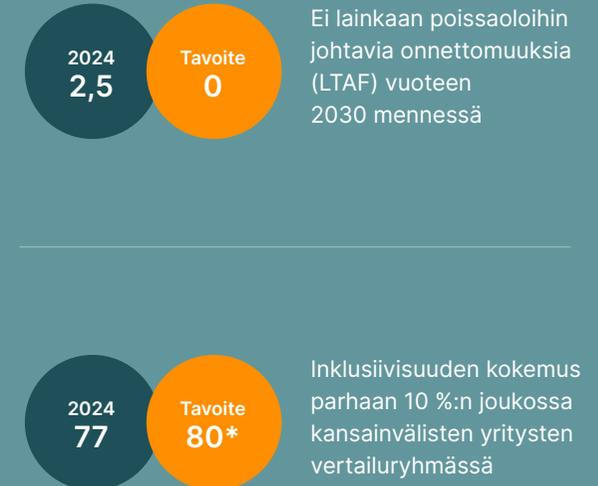 2024
2,5
Tavoite
0
Ei lainkaan poissaoloihin
johtavia onnettomuuksia
(LTAF) vuoteen
2030 mennessä
2024
77
Tavoite
80*
Inklusiivisuuden kokemus
parhaan 10 %:n joukossa
kansainvälisten yritysten
vertailuryhmässä